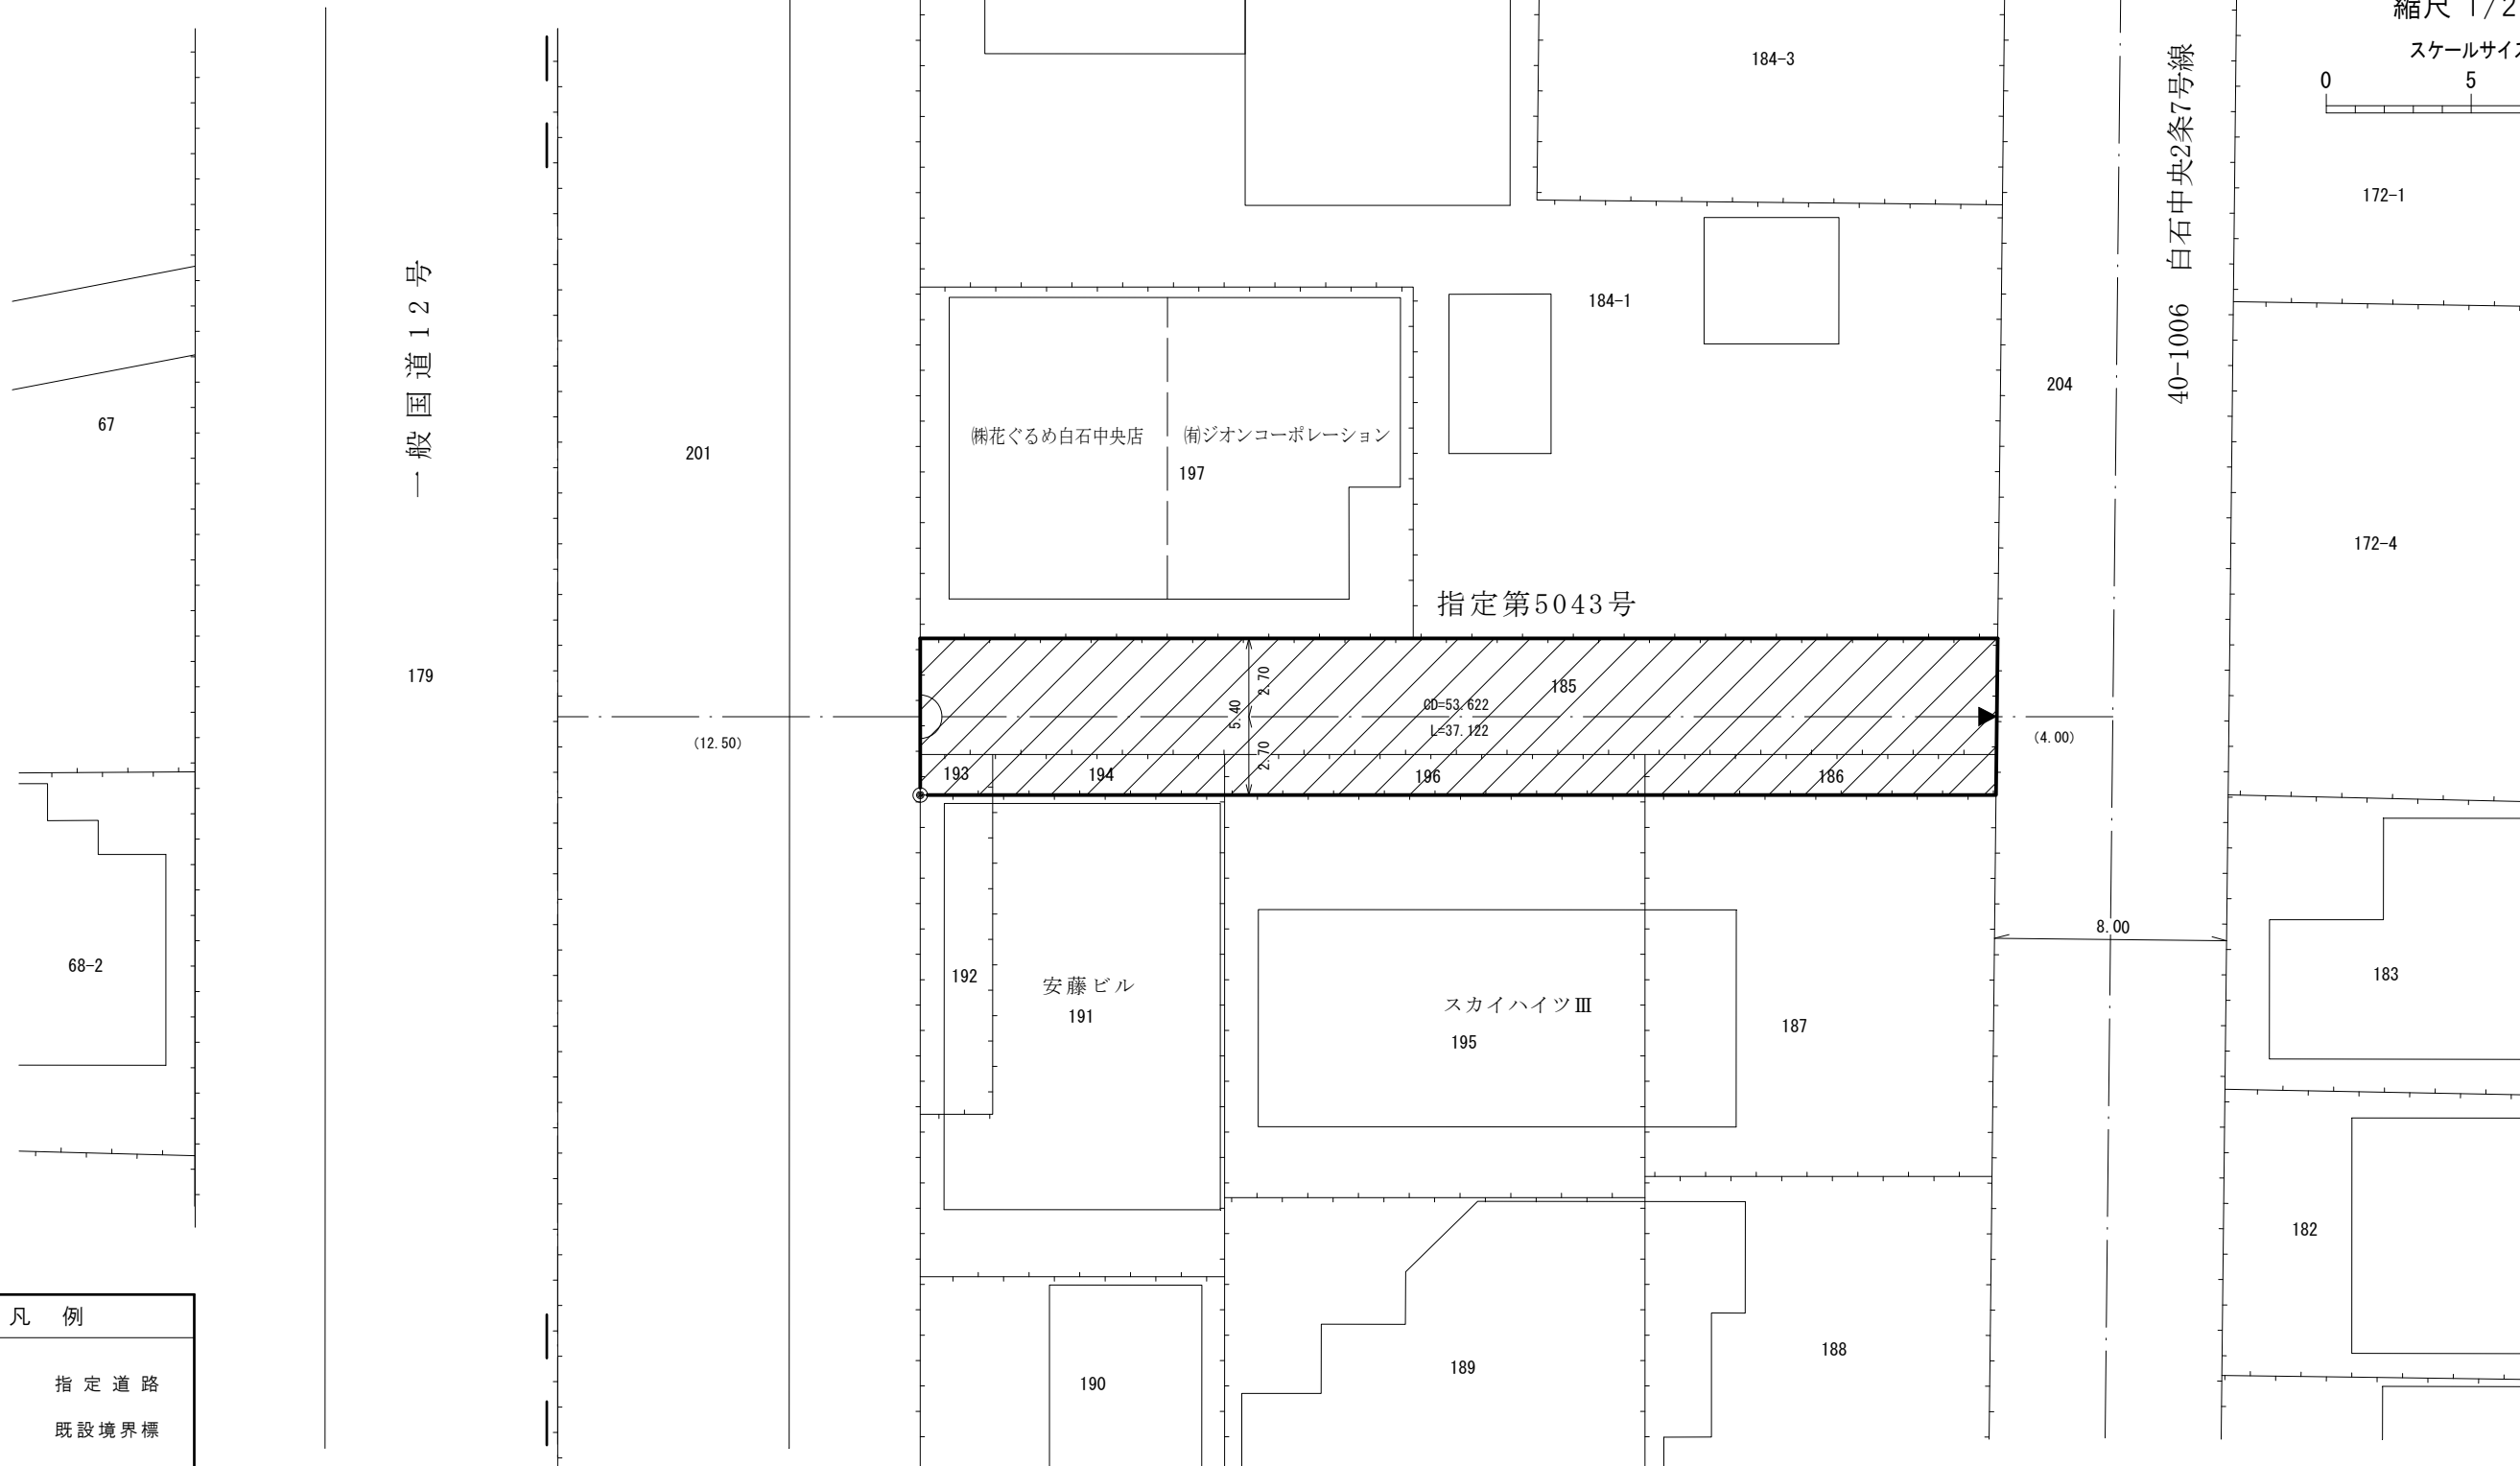 縮尺 1/2
スケールサイズ
0 5
184-3
172-1
40-1006 白石中央2条7号線
一般国道12号
184-1
204
67
201
㈱花ぐるめ白石中央店
㈲ジオンコーポレーション
197
172-4
指定第5043号
179
185
2.70
5.40
2.70
CD=53.622
L=37.122
(12.50)
(4.00)
193
194
196
186
8.00
68-2
192
安藤ビル
191
スカイハイツⅢ
195
187
183
182
凡例
指定道路
既設境界標
190
189
188